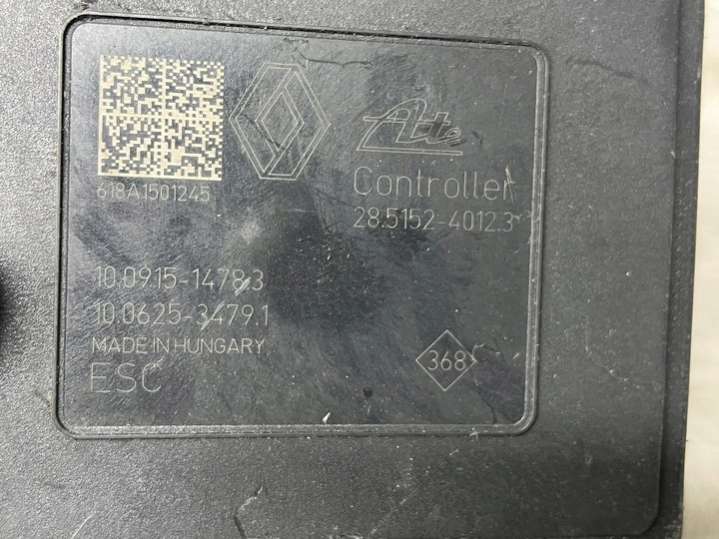 618A1501245
Ate
Controller
28.5152-4012.3
10.0915-1478.3
10.0625-3479.1
MADE IN HUNGARY
ESC
368